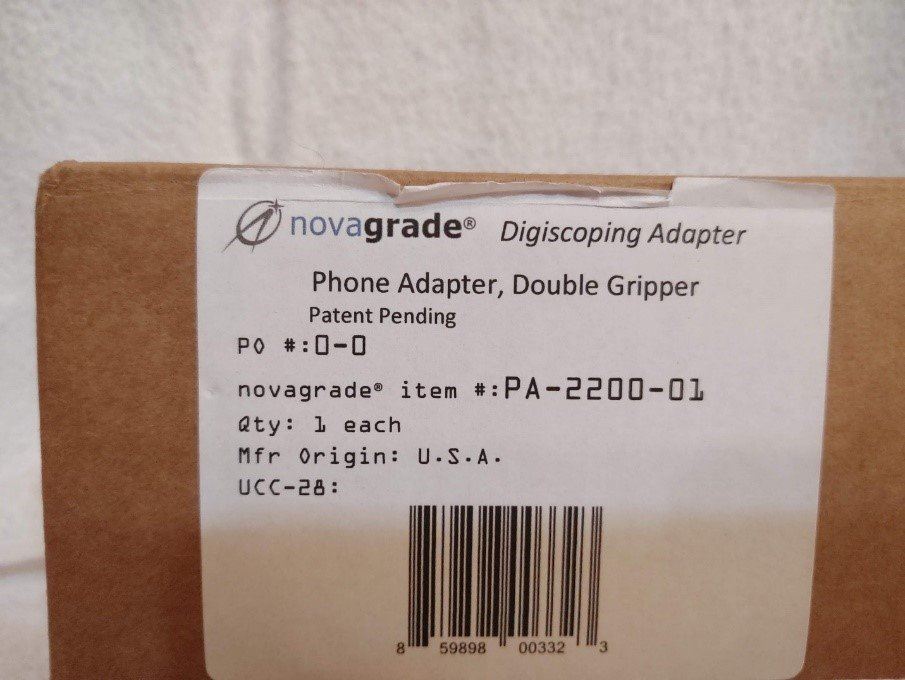 novagrade® Digiscoping Adapter
Phone Adapter, Double Gripper
Patent Pending
PO #:0-0
novagrade® item #:PA-2200-01
Qty: 1 each
Mfr Origin: U.S.A.
UCC-28:
8 59898 00332 3